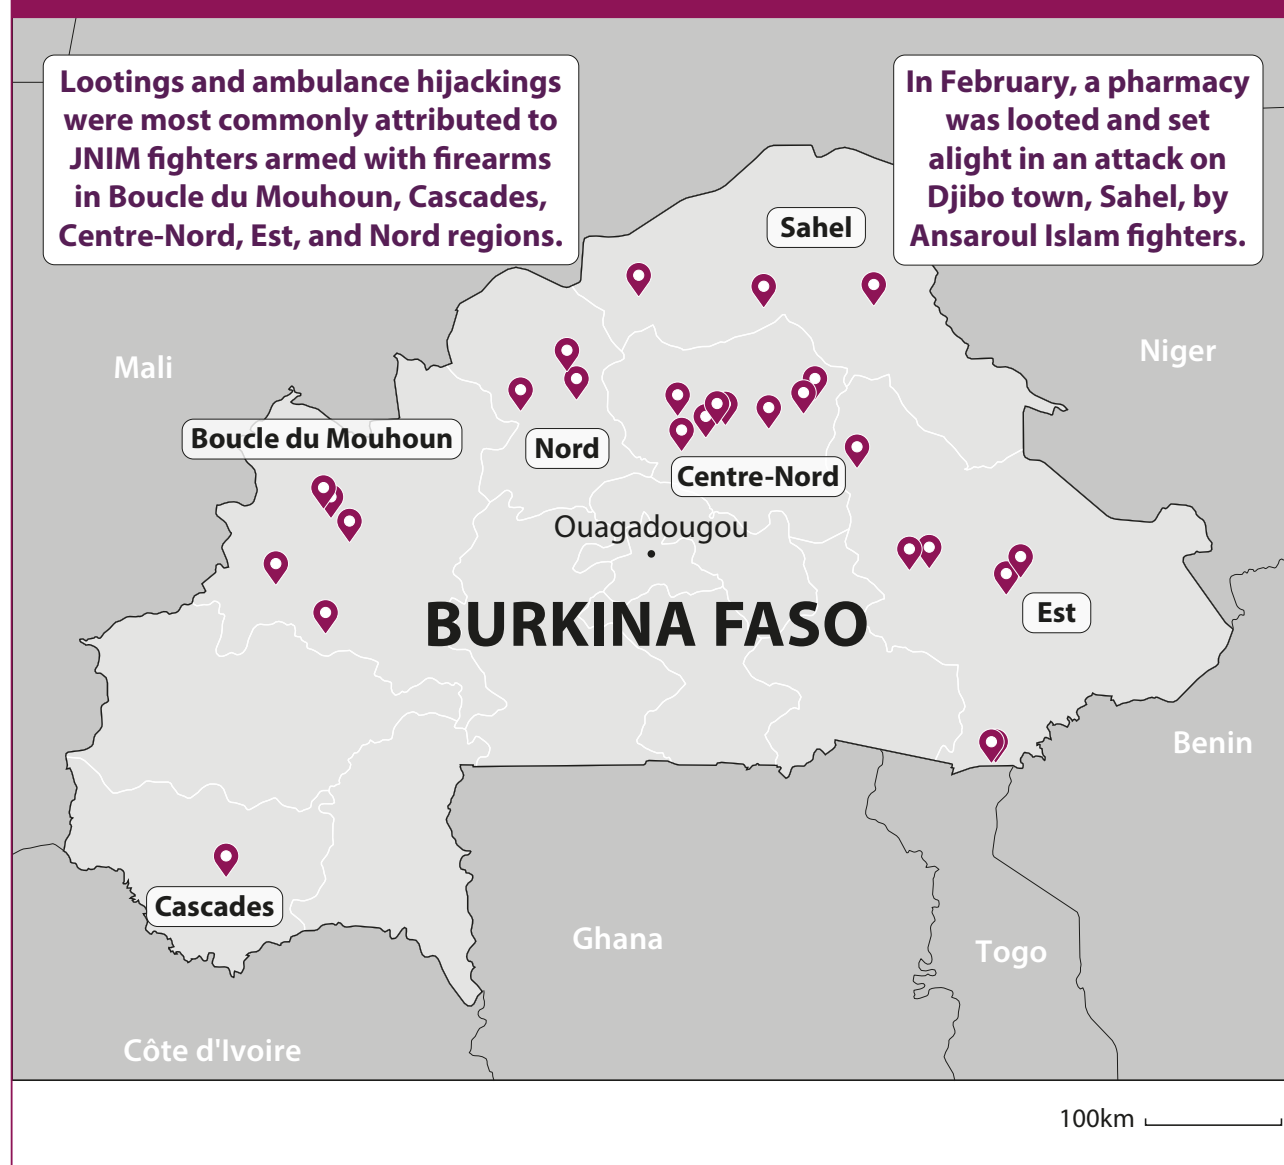 Lootings and ambulance hijackings
were most commonly attributed to
JNIM fighters armed with firearms
in Boucle du Mouhoun, Cascades,
Centre-Nord, Est, and Nord regions.
In February, a pharmacy
was looted and set
alight in an attack on
Djibo town, Sahel, by
Ansaroul Islam fighters.
Sahel
Mali
Niger
Boucle du Mouhoun
Nord
Centre-Nord
Ouagadougou
BURKINA FASO
Est
Benin
Cascades
Ghana
Togo
Côte d'Ivoire
100km